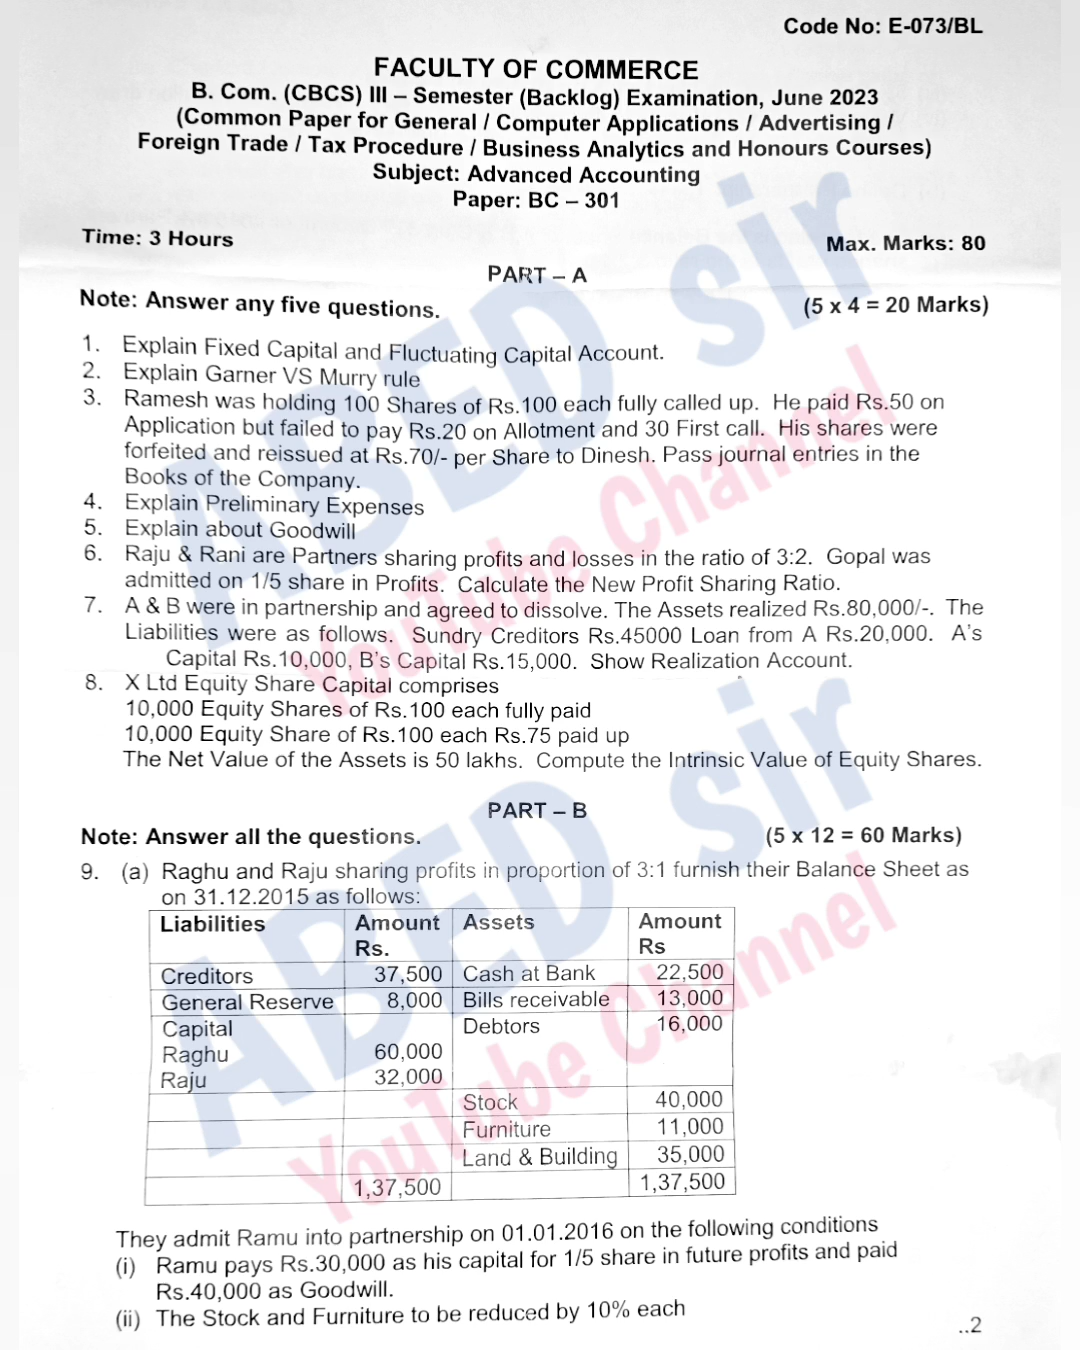 Code No: E-073/BL
FACULTY OF COMMERCE
B. Com. (CBCS) III – Semester (Backlog) Examination, June 2023
(Common Paper for General / Computer Applications / Advertising /
Foreign Trade / Tax Procedure / Business Analytics and Honours Courses)
Subject: Advanced Accounting
Paper: BC – 301
Time: 3 Hours Max. Marks: 80
PART – A
Note: Answer any five questions. (5 x 4 = 20 Marks)
1. Explain Fixed Capital and Fluctuating Capital Account.
2. Explain Garner VS Murry rule
3. Ramesh was holding 100 Shares of Rs.100 each fully called up. He paid Rs.50 on
Application but failed to pay Rs.20 on Allotment and 30 First call. His shares were
forfeited and reissued at Rs.70/- per Share to Dinesh. Pass journal entries in the
Books of the Company.
4. Explain Preliminary Expenses
5. Explain about Goodwill
6. Raju & Rani are Partners sharing profits and losses in the ratio of 3:2. Gopal was
admitted on 1/5 share in Profits. Calculate the New Profit Sharing Ratio.
7. A & B were in partnership and agreed to dissolve. The Assets realized Rs.80,000/-. The
Liabilities were as follows. Sundry Creditors Rs.45000 Loan from A Rs.20,000. A's
Capital Rs.10,000, B's Capital Rs.15,000. Show Realization Account.
8. X Ltd Equity Share Capital comprises
10,000 Equity Shares of Rs.100 each fully paid
10,000 Equity Share of Rs.100 each Rs.75 paid up
The Net Value of the Assets is 50 lakhs. Compute the Intrinsic Value of Equity Shares.
PART – B
Note: Answer all the questions. (5 x 12 = 60 Marks)
9. (a) Raghu and Raju sharing profits in proportion of 3:1 furnish their Balance Sheet as
on 31.12.2015 as follows:
Liabilities Amount Assets Amount
Rs. Rs
Creditors 37,500 Cash at Bank 22,500
General Reserve 8,000 Bills receivable 13,000
Capital Debtors 16,000
Raghu 60,000
Raju 32,000
Stock 40,000
Furniture 11,000
Land & Building 35,000
1,37,500 1,37,500
They admit Ramu into partnership on 01.01.2016 on the following conditions
(i) Ramu pays Rs.30,000 as his capital for 1/5 share in future profits and paid
Rs.40,000 as Goodwill.
(ii) The Stock and Furniture to be reduced by 10% each
..2
ABED sir
YouTube Channel
ABED sir
YouTube Channel